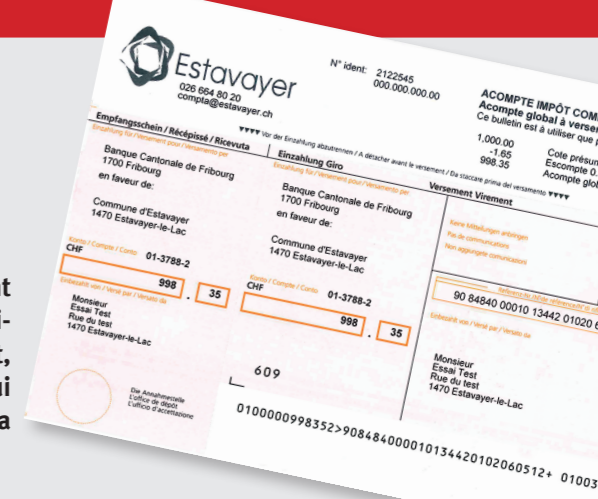 Estavayer
026 664 80 20
compta@estavayer.ch
N° ident: 2122545
000.000.000.00
ACOMPTE IMPÔT COM
Acompte global à verser
Ce bulletin est à utiliser que p
1,000.00 Cote présum
-1.65 Escompte 0.
998.35 Acompte glob
▼▼▼▼ Vor der Einzahlung abzutrennen / A détacher avant le versement / Da staccare prima del versamento ▼▼▼▼
Empfangsschein / Récépissé / Ricevuta
Einzahlung für / Versement pour / Versamento per
Banque Cantonale de Fribourg
1700 Fribourg
en faveur de:
Commune d'Estavayer
1470 Estavayer-le-Lac
Konto / Compte / Conto 01-3788-2
CHF
998 . 35
Einbezahlt von / Versé par / Versato da
Monsieur
Essai Test
Rue du test
1470 Estavayer-le-Lac
Die Annahmestelle
L'office de dépôt
L'ufficio d'accettazione
Einzahlung Giro
Einzahlung für / Versement pour / Versamento per
Banque Cantonale de Fribourg
1700 Fribourg
en faveur de:
Commune d'Estavayer
1470 Estavayer-le-Lac
Konto / Compte / Conto 01-3788-2
CHF
998 . 35
609
Versement Virement
Keine Mitteilungen anbringen
Pas de communications
Non aggiungete comunicazioni
90 84840 00010 13442 01020 6
Einbezahlt von / Versé par / Versato da
Monsieur
Essai Test
Rue du test
1470 Estavayer-le-Lac
0100000998352>908484000010134420102060512+ 01003
nt
i-
t,
ui
a